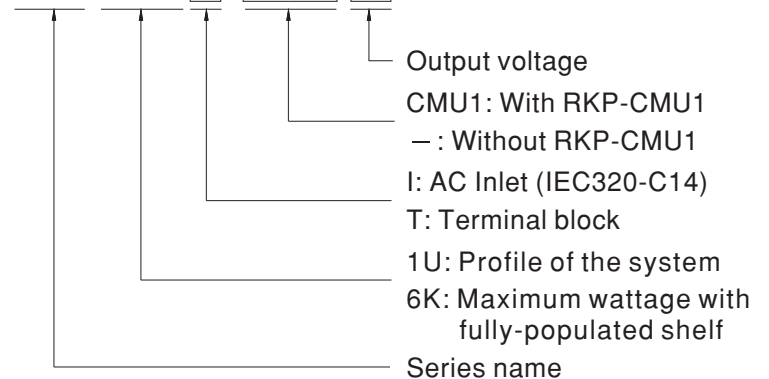 Output voltage
CMU1: With RKP-CMU1
－: Without RKP-CMU1
I: AC Inlet (IEC320-C14)
T: Terminal block
1U: Profile of the system
6K: Maximum wattage with
fully-populated shelf
Series name